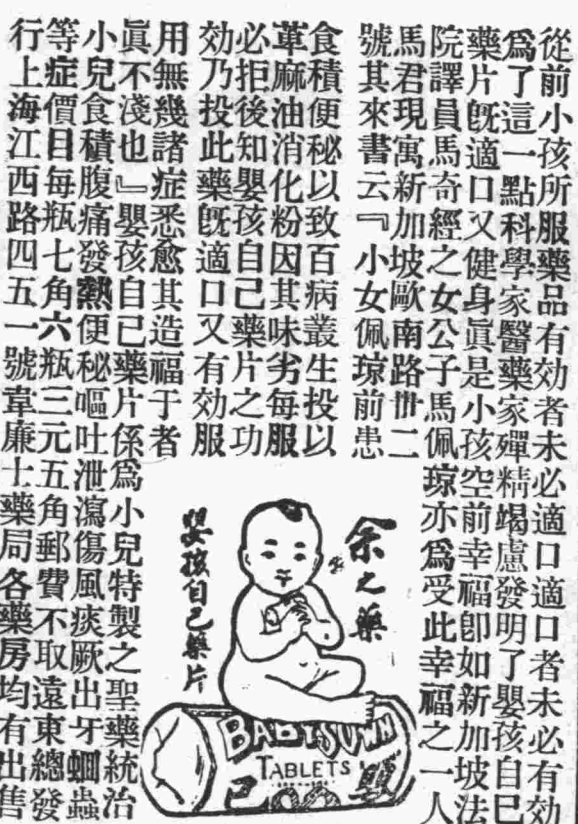 從前小孩所服藥品有効者未必適口適口者未必有効
爲了這一點科學家醫藥家殫精竭慮發明了嬰孩自己
藥片旣適口又健身眞是小孩空前幸福卽如新加坡法
院譯員馬奇經之女公子馬佩琼亦爲受此幸福之一人
馬君現寓新加坡歐南路卅二
號其來書云『小女佩琼前患
食積便秘以致百病叢生投以
萆麻油消化粉因其味劣每服
必拒後知嬰孩自己藥片之功
効乃投此藥旣適口又有効服
用無幾諸症悉愈其造福于者
眞不淺也』嬰孩自己藥片係爲小兒特製之聖藥統治
小兒食積腹痛發熱便秘嘔吐泄瀉傷風痰厥出牙蛔蟲
等症價目每瓶七角六瓶三元五角郵費不取遠東總發
行上海江西路四五一號韋廉士藥局各藥房均有出售
余之藥
嬰孩自己藥片
BABY'S OWN
TABLETS